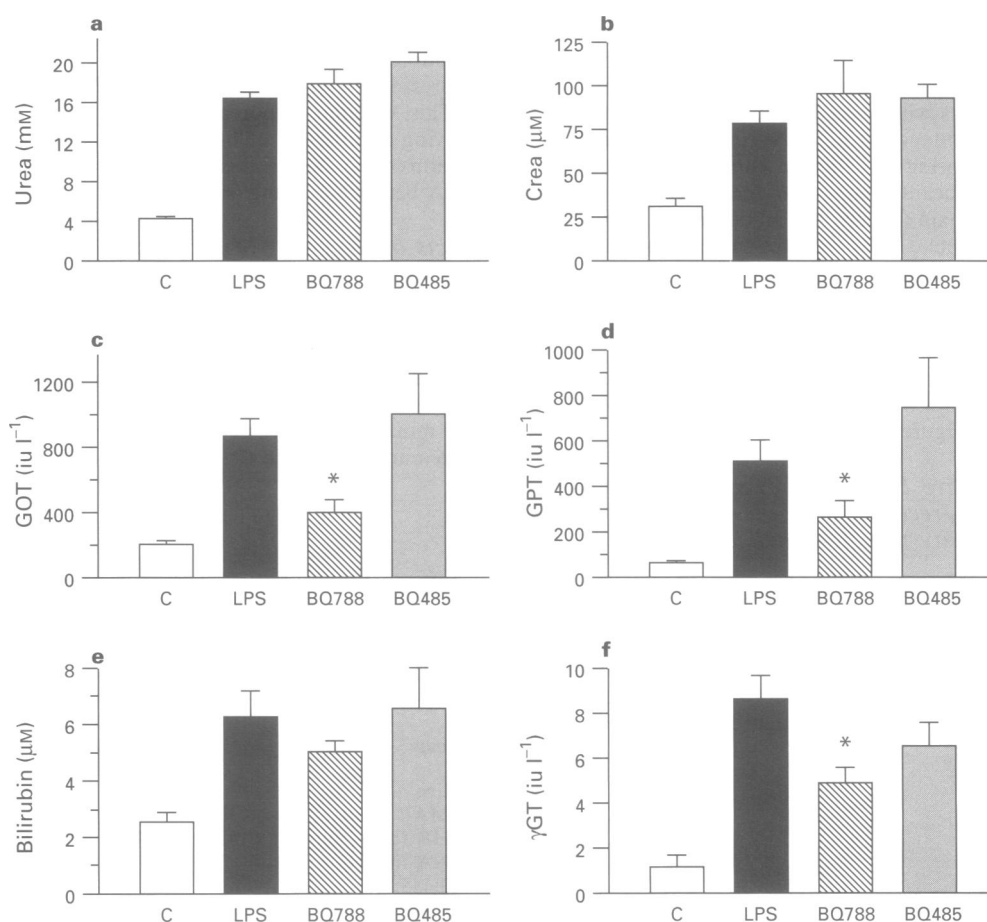 a
Urea (mM)
20
16
12
8
4
0
C LPS BQ788 BQ485
b
Crea (µM)
125
100
75
50
25
0
C LPS BQ788 BQ485
c
GOT (iu l⁻¹)
1200
800
400
0
*
C LPS BQ788 BQ485
d
GPT (iu l⁻¹)
1000
800
600
400
200
0
*
C LPS BQ788 BQ485
e
Bilirubin (µM)
8
6
4
2
0
C LPS BQ788 BQ485
f
γGT (iu l⁻¹)
10
8
6
4
2
0
*
C LPS BQ788 BQ485